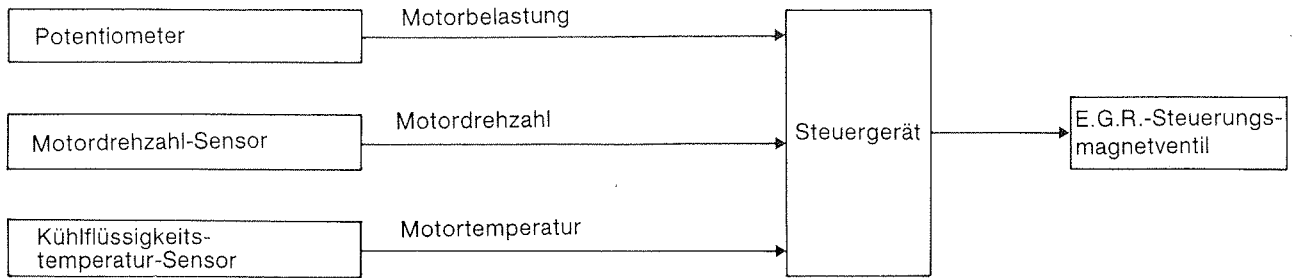 Potentiometer
Motorbelastung
Motordrehzahl-Sensor
Motordrehzahl
Kühlflüssigkeits-
temperatur-Sensor
Motortemperatur
Steuergerät
E.G.R.-Steuerungs-
magnetventil